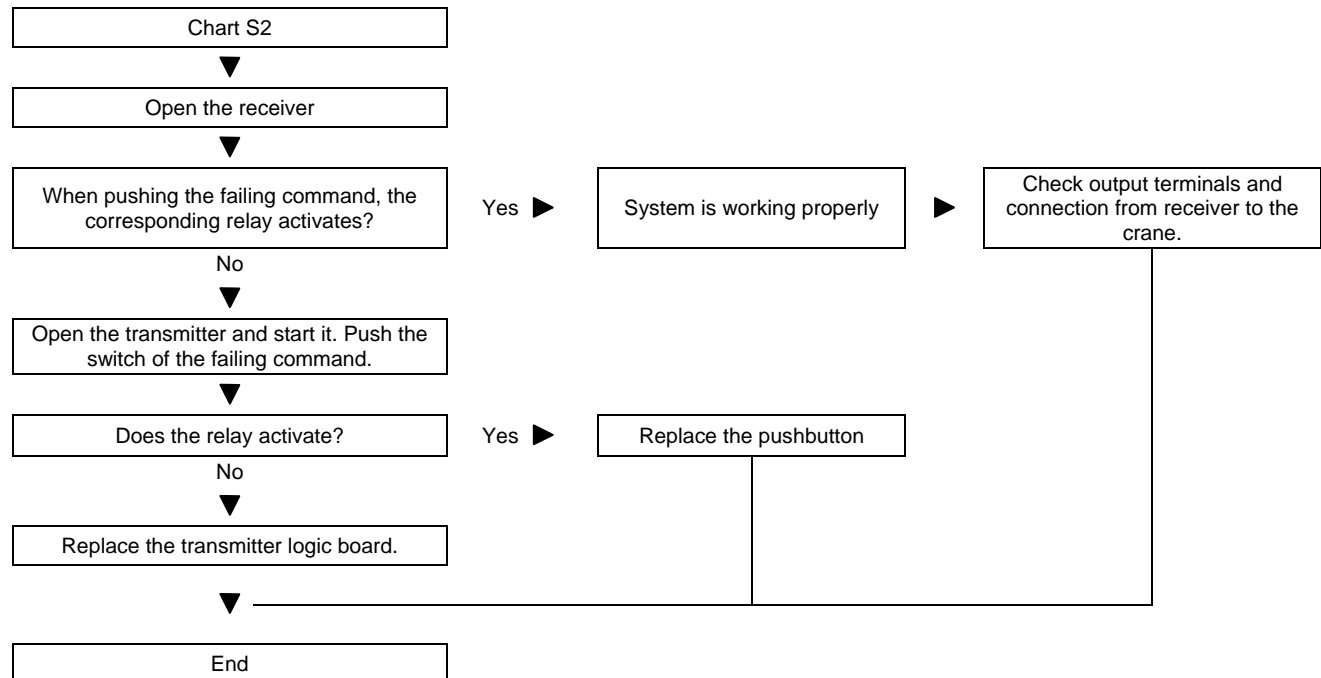 Chart S2
Open the receiver
When pushing the failing command, the
corresponding relay activates?
Yes
System is working properly
Check output terminals and
connection from receiver to the
crane.
No
Open the transmitter and start it. Push the
switch of the failing command.
Does the relay activate?
Yes
Replace the pushbutton
No
Replace the transmitter logic board.
End